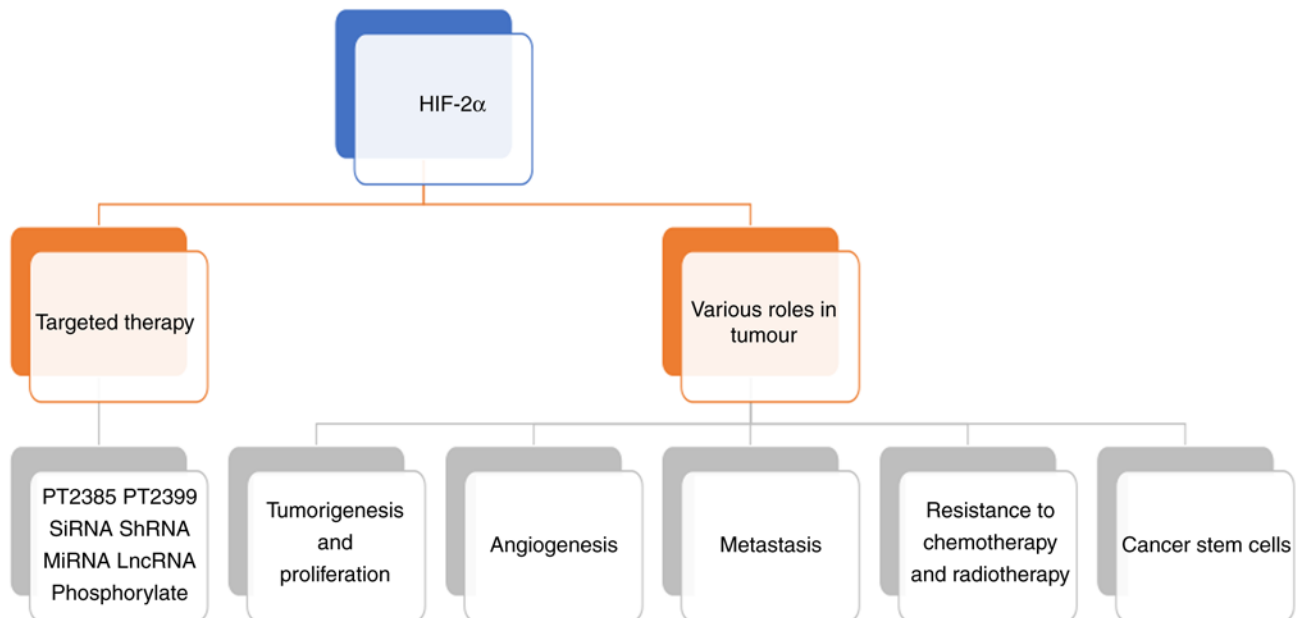 HIF-2α
Targeted therapy
Various roles in
tumour
PT2385 PT2399
SiRNA ShRNA
MiRNA LncRNA
Phosphorylate
Tumorigenesis
and
proliferation
Angiogenesis
Metastasis
Resistance to
chemotherapy
and radiotherapy
Cancer stem cells